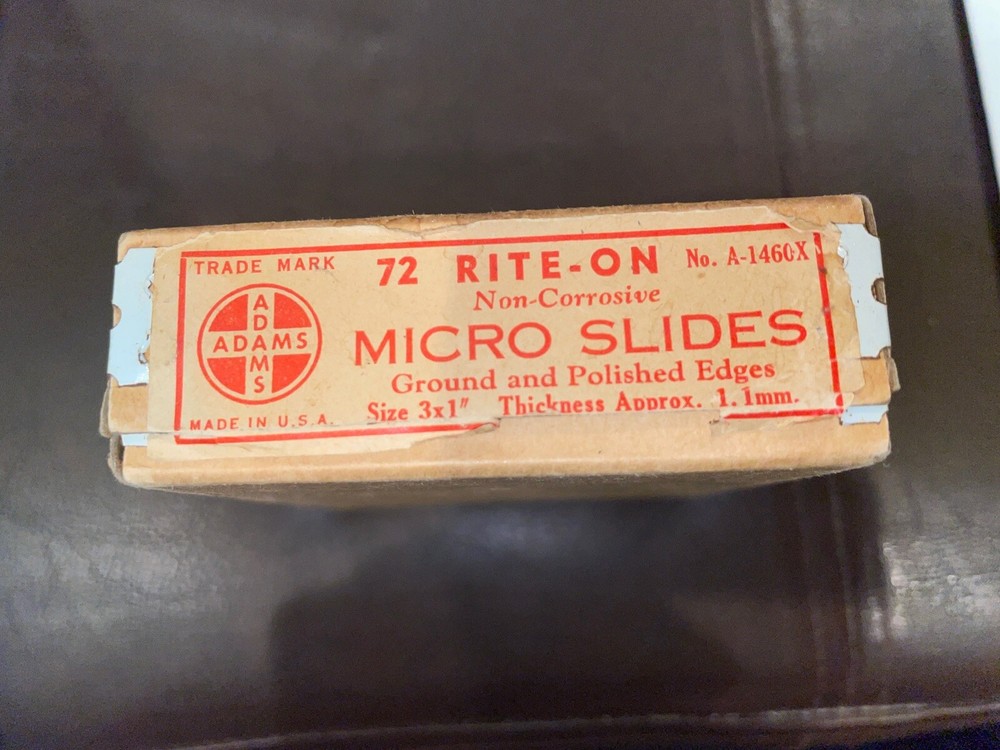 TRADE MARK
ADAMS
ADAMS
MADE IN U.S.A.
72 RITE-ON No. A-1460X
Non-Corrosive
MICRO SLIDES
Ground and Polished Edges
Size 3x1" Thickness Approx. 1.1mm.